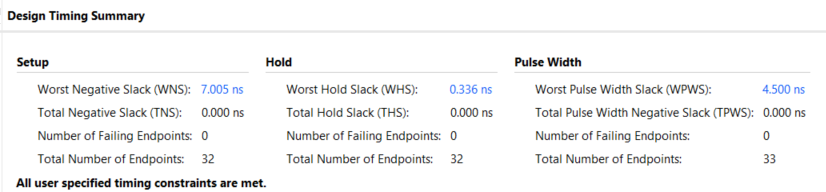 Design Timing Summary
Setup Hold Pulse Width
Worst Negative Slack (WNS): 7.005 ns Worst Hold Slack (WHS): 0.336 ns Worst Pulse Width Slack (WPWS): 4.500 ns
Total Negative Slack (TNS): 0.000 ns Total Hold Slack (THS): 0.000 ns Total Pulse Width Negative Slack (TPWS): 0.000 ns
Number of Failing Endpoints: 0 Number of Failing Endpoints: 0 Number of Failing Endpoints: 0
Total Number of Endpoints: 32 Total Number of Endpoints: 32 Total Number of Endpoints: 33
All user specified timing constraints are met.